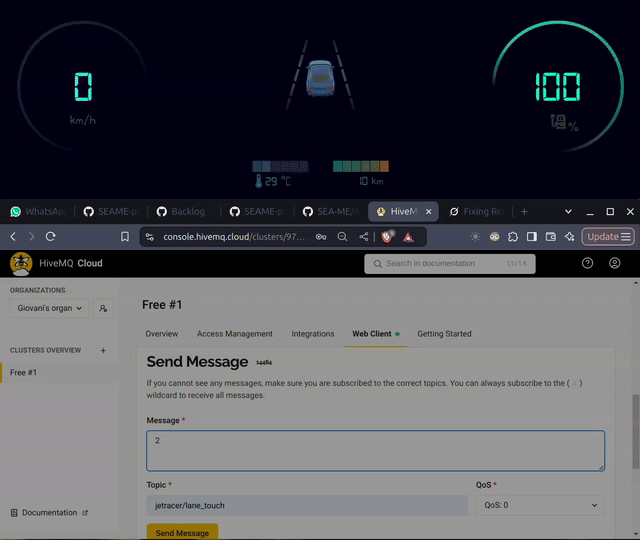 0
km/h
100
%
29 °C
10 km
WhatsApp
SEAME-p
Backlog
SEAME-p
SEA-ME/
HiveM
Fixing Ro
console.hivemq.cloud/clusters/97...
Update
HiveMQ Cloud
Search in documentation
Ctrl K
ORGANIZATIONS
Giovani's organ
CLUSTERS OVERVIEW
Free #1
Documentation
Free #1
Overview
Access Management
Integrations
Web Client
Getting Started
Send Message
14484
If you cannot see any messages, make sure you are subscribed to the correct topics. You can always subscribe to the ( # )
wildcard to receive all messages.
Message *
2
Topic *
QoS *
jetracer/lane_touch
QoS: 0
Send Message